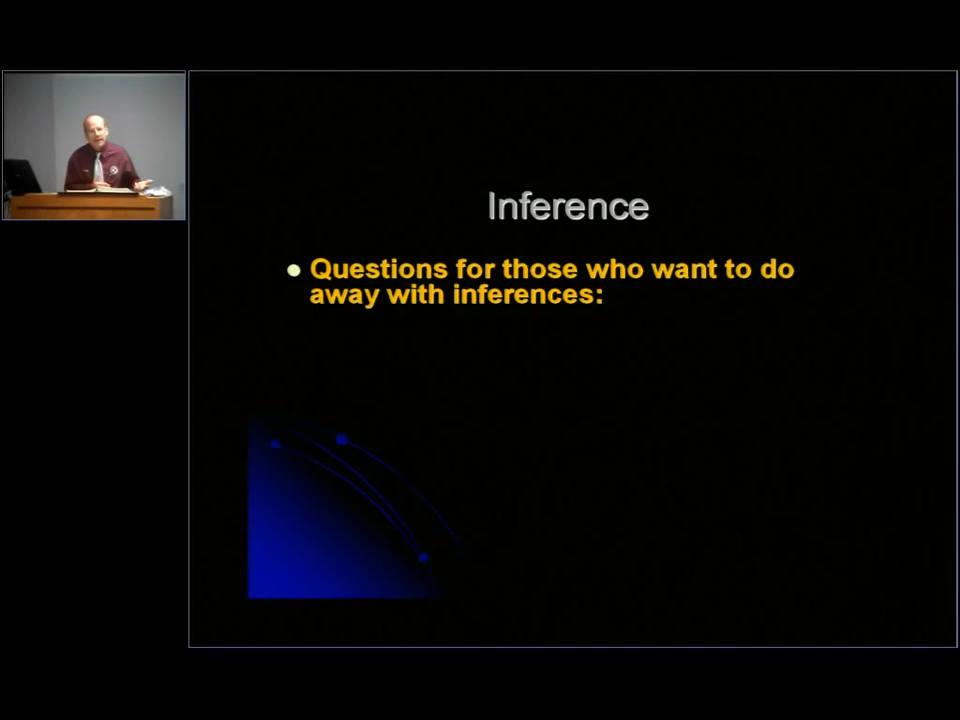 Inference
Questions for those who want to do
away with inferences: